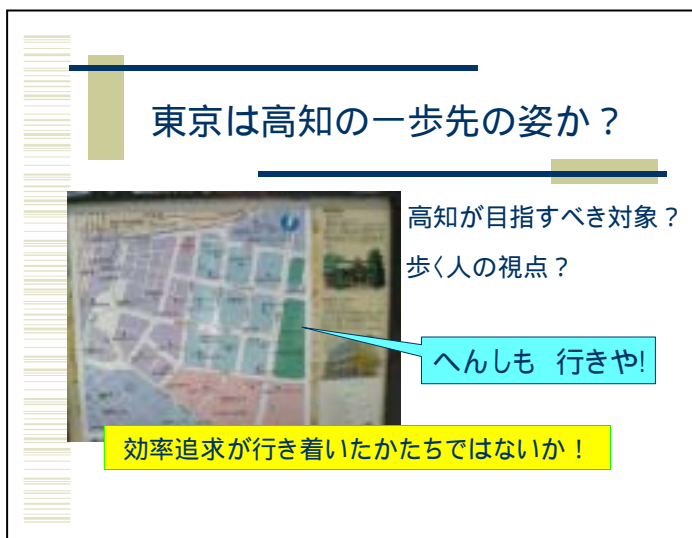 東京は高知の一歩先の姿か？
高知が目指すべき対象？
歩く人の視点？
へんしも 行きや!
効率追求が行き着いたかたちではないか！